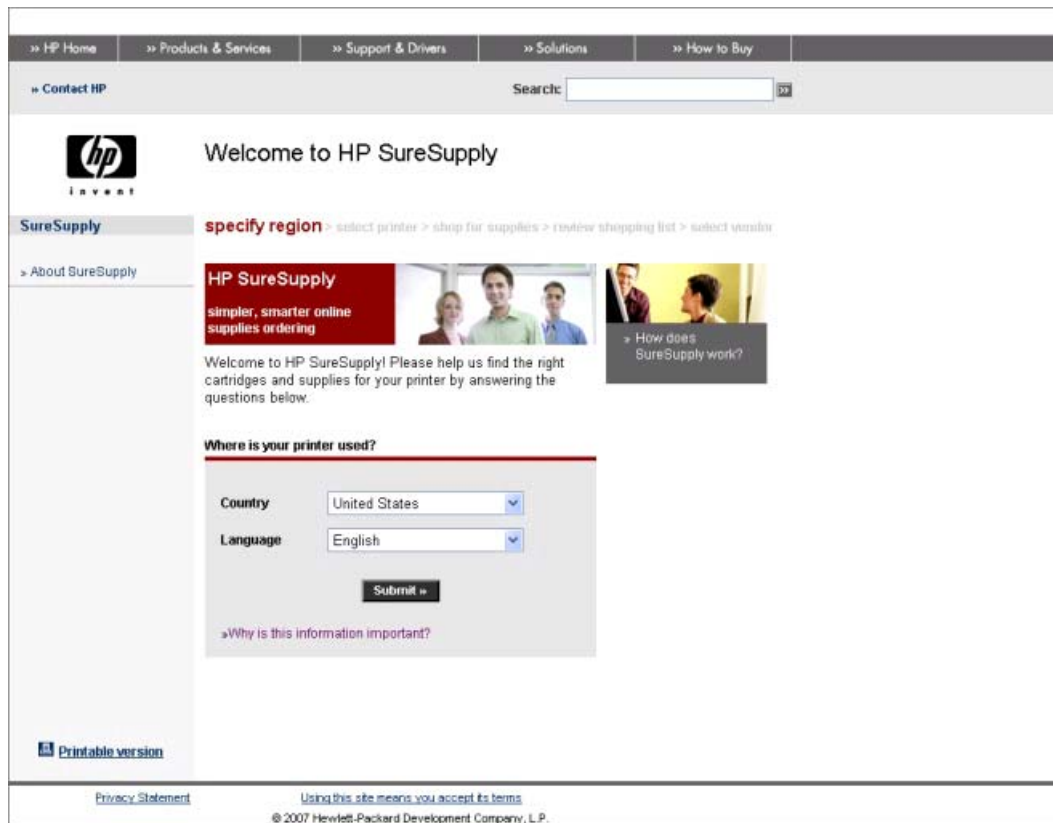 » HP Home » Products & Services » Support & Drivers » Solutions » How to Buy
» Contact HP
Search: »
hp
invent
Welcome to HP SureSupply
SureSupply
» About SureSupply
specify region > select printer > shop for supplies > review shopping list > select vendor
HP SureSupply
simpler, smarter online
supplies ordering
» How does
SureSupply work?
Welcome to HP SureSupply! Please help us find the right
cartridges and supplies for your printer by answering the
questions below.
Where is your printer used?
Country United States
Language English
Submit »
»Why is this information important?
Printable version
Privacy Statement Using this site means you accept its terms
© 2007 Hewlett-Packard Development Company, L.P.